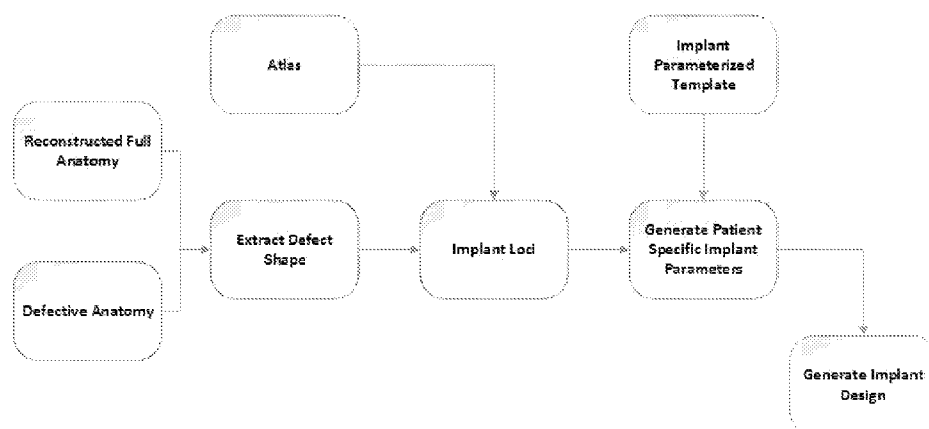 Atlas
Implant
Parameterized
Template
Reconstructed Full
Anatomy
Extract Defect
Shape
Implant Loci
Generate Patient
Specific Implant
Parameters
Defective Anatomy
Generate Implant
Design